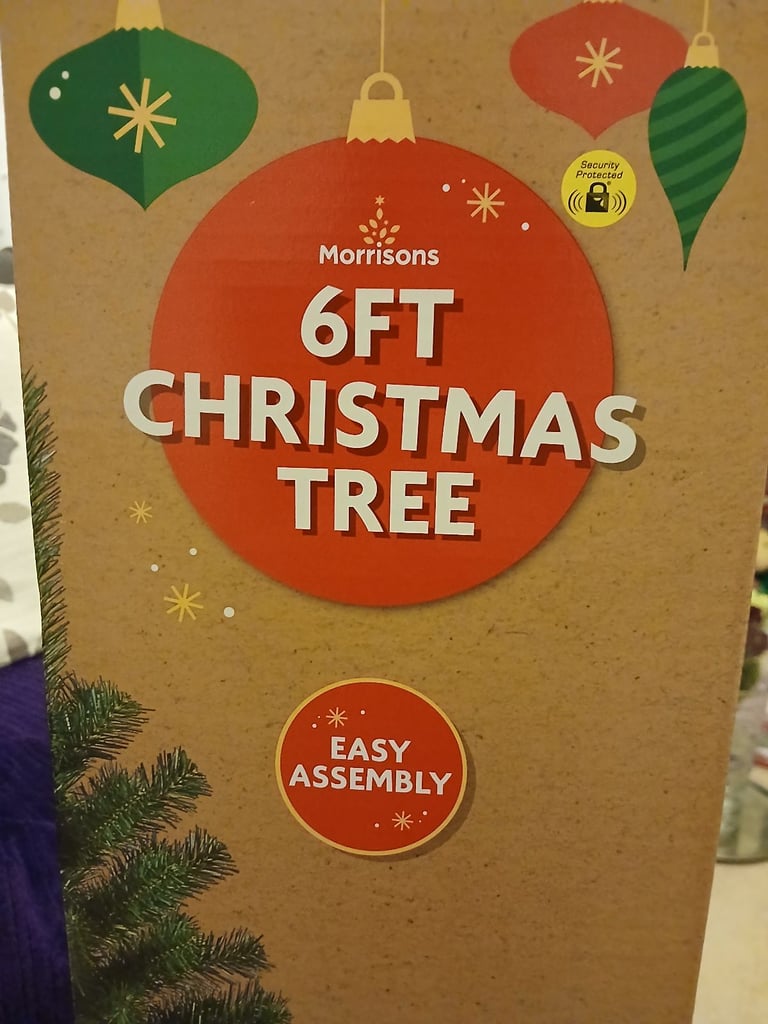 Security
Protected
Morrisons
6FT
CHRISTMAS
TREE
EASY
ASSEMBLY